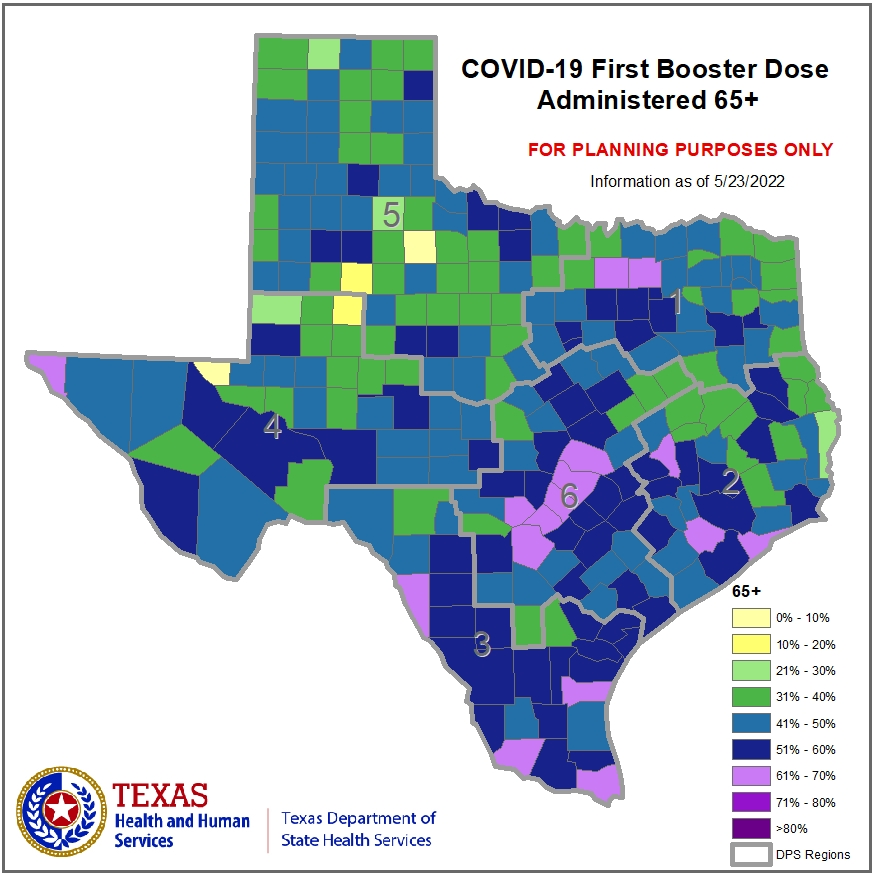 COVID-19 First Booster Dose
Administered 65+
FOR PLANNING PURPOSES ONLY
Information as of 5/23/2022
5
1
4
2
6
3
65+
0% - 10%
10% - 20%
21% - 30%
31% - 40%
41% - 50%
51% - 60%
61% - 70%
71% - 80%
>80%
DPS Regions
TEXAS
Health and Human
Services
Texas Department of
State Health Services